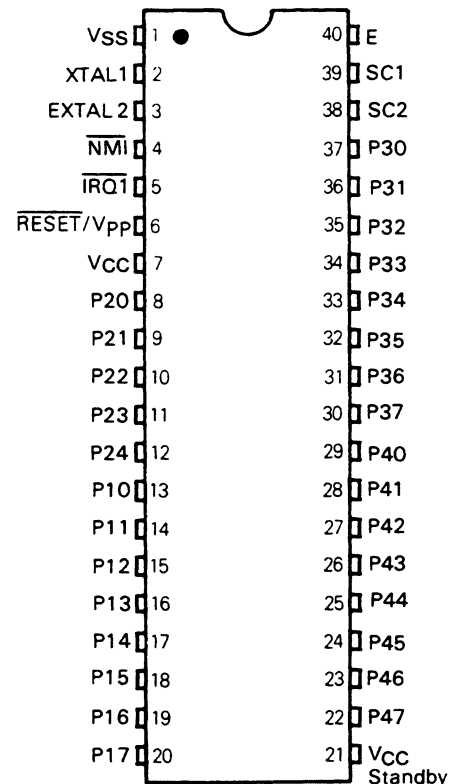 VSS 1 40 E
XTAL1 2 39 SC1
EXTAL2 3 38 SC2
NMI 4 37 P30
IRQ1 5 36 P31
RESET/VPP 6 35 P32
VCC 7 34 P33
P20 8 33 P34
P21 9 32 P35
P22 10 31 P36
P23 11 30 P37
P24 12 29 P40
P10 13 28 P41
P11 14 27 P42
P12 15 26 P43
P13 16 25 P44
P14 17 24 P45
P15 18 23 P46
P16 19 22 P47
P17 20 21 VCC
Standby